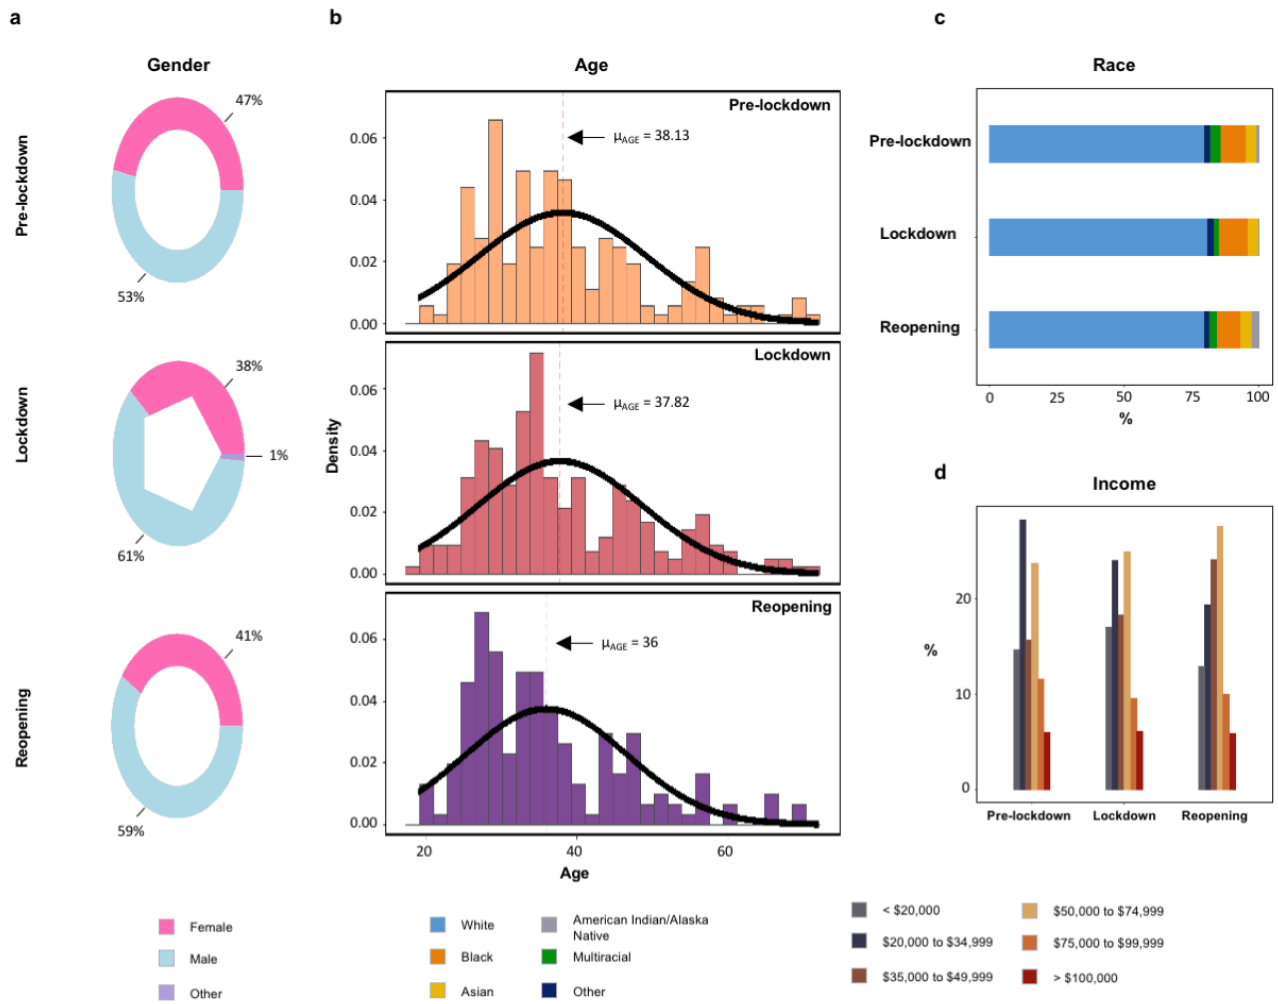 a
Gender
Pre-lockdown
47%
53%
Lockdown
38%
1%
61%
Reopening
41%
59%
b
Age
Pre-lockdown
μAGE = 38.13
0.06
0.04
0.02
0.00
Lockdown
μAGE = 37.82
0.06
0.04
0.02
0.00
Density
Reopening
μAGE = 36
0.06
0.04
0.02
0.00
20 40 60
Age
c
Race
Pre-lockdown
Lockdown
Reopening
0 25 50 75 100
%
d
Income
20
%
10
0
Pre-lockdown Lockdown Reopening
Female
Male
Other
White
Black
Asian
American Indian/Alaska
Native
Multiracial
Other
< $20,000
$20,000 to $34,999
$35,000 to $49,999
$50,000 to $74,999
$75,000 to $99,999
> $100,000